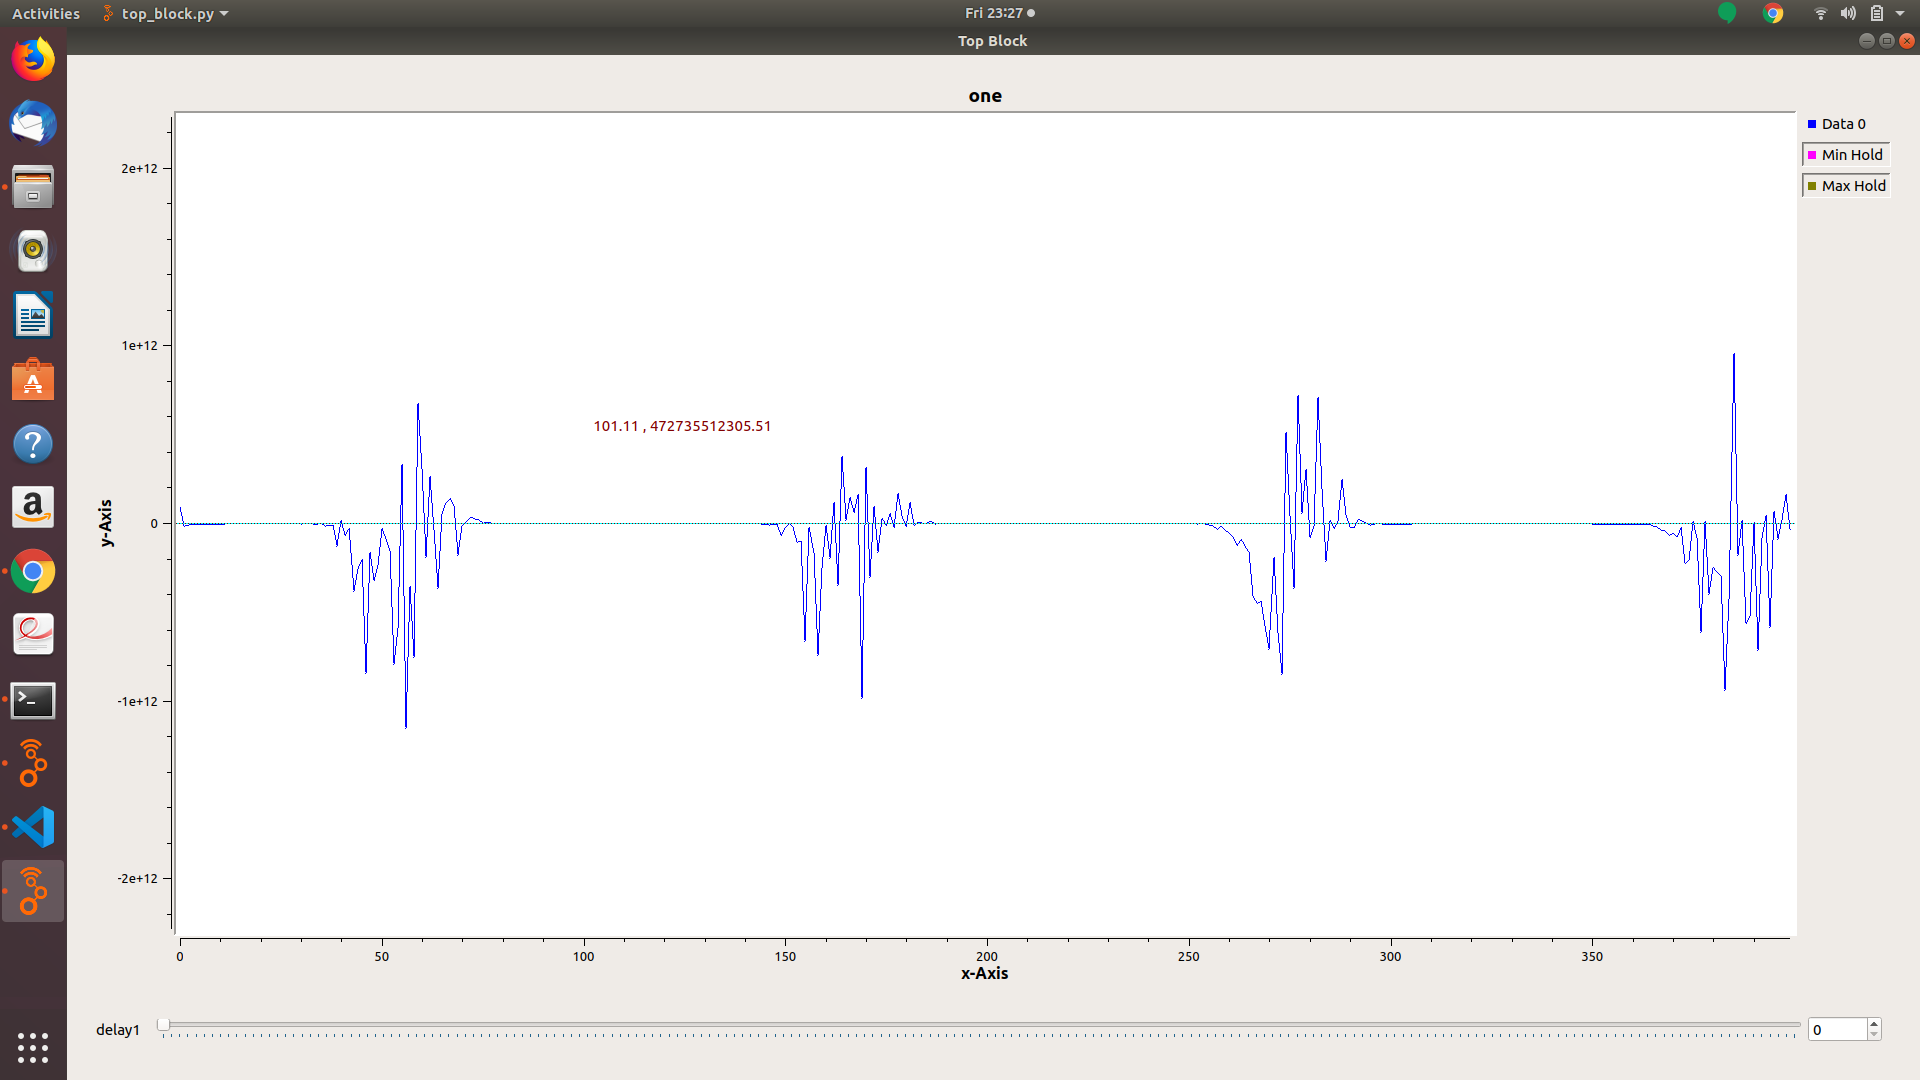 Activities
top_block.py
Fri 23:27
Top Block
one
Data 0
Min Hold
Max Hold
2e+12
1e+12
0
-1e+12
-2e+12
y-Axis
101.11 , 472735512305.51
0 50 100 150 200 250 300 350
x-Axis
delay1
0